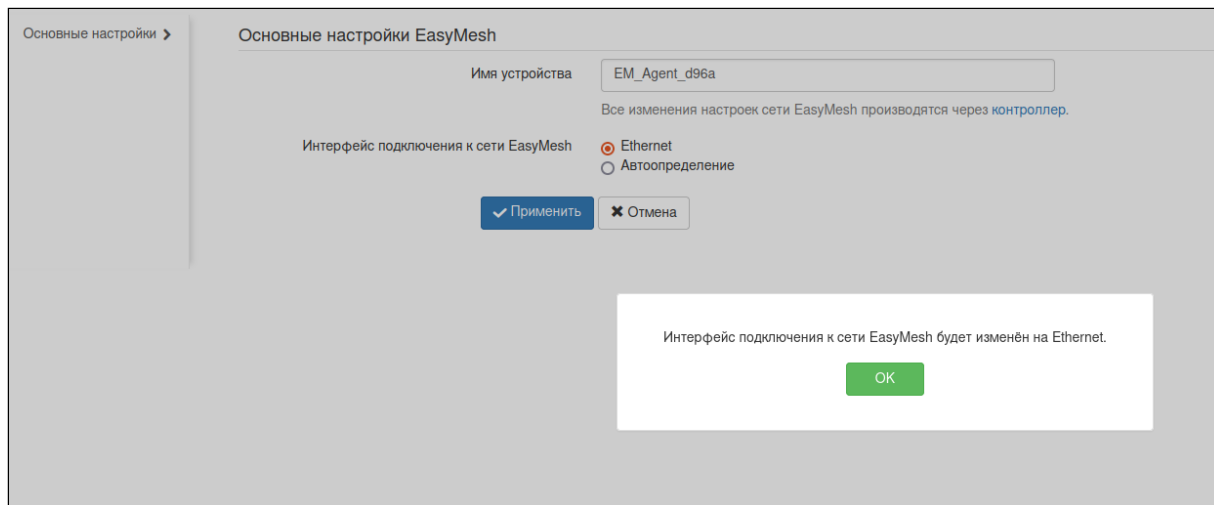 Основные настройки
Основные настройки EasyMesh
Имя устройства
EM_Agent_d96a
Все изменения настроек сети EasyMesh производятся через контроллер.
Интерфейс подключения к сети EasyMesh
Ethernet
Автоопределение
Применить
Отмена
Интерфейс подключения к сети EasyMesh будет изменён на Ethernet.
OK